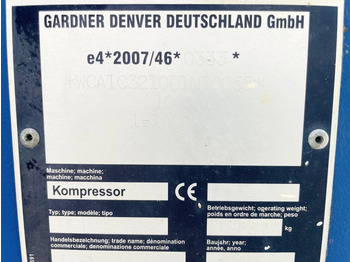 GARDNER DENVER DEUTSCHLAND GmbH
e4*2007/46* *
Maschine; machine;
machine; macchina
Kompressor CE
Betriebsgewicht; operating weight;
poids en ordre de marche; peso
kg
Typ; type; modèle; tipo
Handelsbezeichnung; trade name; dénomination
commerciale; denominazione commerciale
Baujahr; year;
année; anno